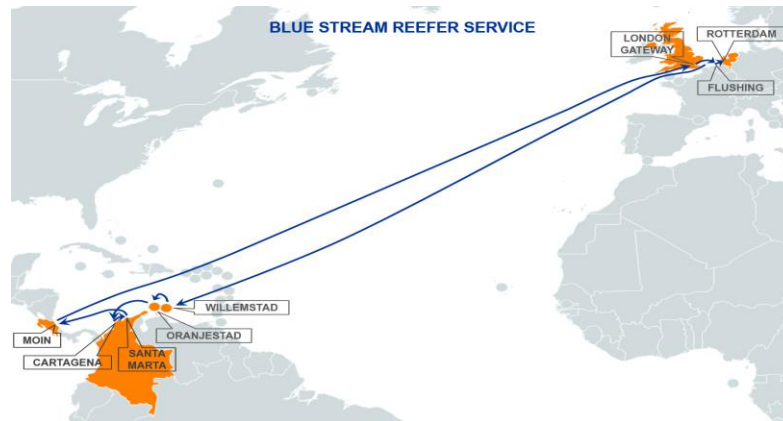 BLUE STREAM REEFER SERVICE
LONDON
GATEWAY
ROTTERDAM
FLUSHING
WILLEMSTAD
ORANJESTAD
MOIN
CARTAGENA
SANTA
MARTA